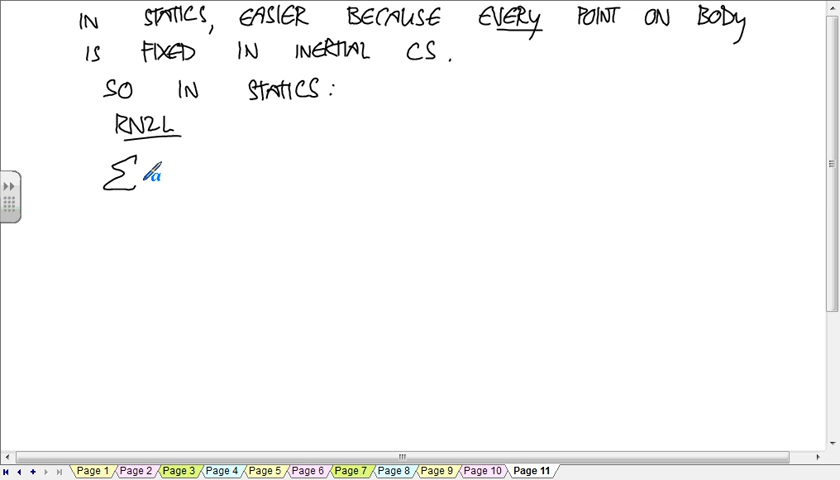 IN STATICS, EASIER BECAUSE EVERY POINT ON BODY
IS FIXED IN INERTIAL CS.
SO IN STATICS:
RN2L
Σ
Page 1 Page 2 Page 3 Page 4 Page 5 Page 6 Page 7 Page 8 Page 9 Page 10 Page 11